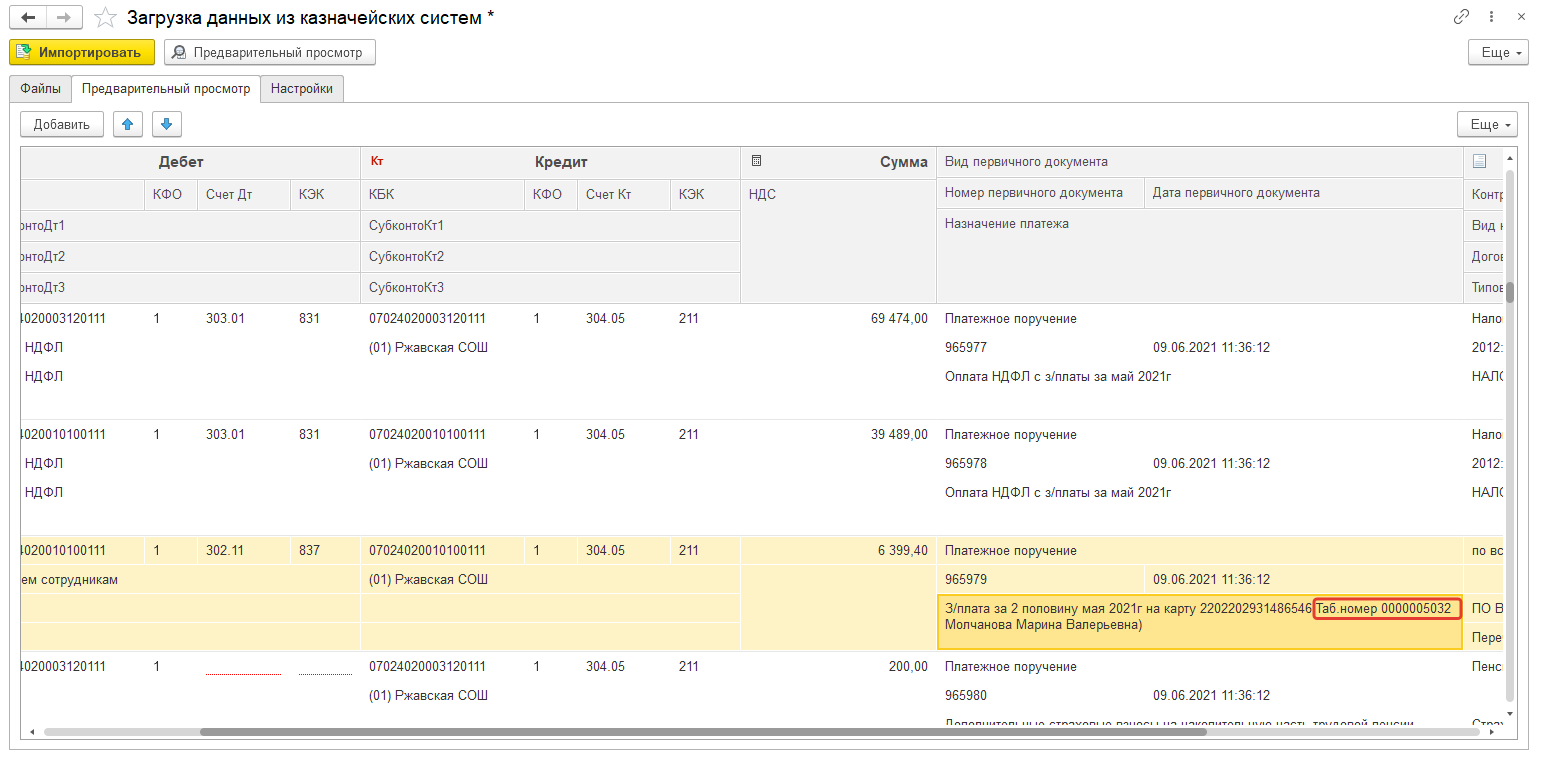 Загрузка данных из казначейских систем *
Импортировать Предварительный просмотр Еще
Файлы Предварительный просмотр Настройки
Добавить Еще
Дебет Кт Кредит Сумма Вид первичного документа
КФО Счет Дт КЭК КБК КФО Счет Кт КЭК НДС Номер первичного документа Дата первичного документа Контр
онтоДт1 СубконтоКт1 Назначение платежа Вид
онтоДт2 СубконтоКт2 Догов
онтоДт3 СубконтоКт3 Типов
4020003120111 1 303.01 831 07024020003120111 1 304.05 211 69 474,00 Платежное поручение Нало
НДФЛ (01) Ржавская СОШ 965977 09.06.2021 11:36:12 2012:
НДФЛ Оплата НДФЛ с з/платы за май 2021г НАЛО
4020010100111 1 303.01 831 07024020010100111 1 304.05 211 39 489,00 Платежное поручение Нало
НДФЛ (01) Ржавская СОШ 965978 09.06.2021 11:36:12 2012:
НДФЛ Оплата НДФЛ с з/платы за май 2021г НАЛО
4020010100111 1 302.11 837 07024020010100111 1 304.05 211 6 399,40 Платежное поручение по вс
ем сотрудникам (01) Ржавская СОШ 965979 09.06.2021 11:36:12
З/плата за 2 половину мая 2021г на карту 2202202931486546 Таб.номер 0000005032 ПО В
Молчанова Марина Валерьевна)
Пере
4020003120111 1 07024020003120111 1 304.05 211 200,00 Платежное поручение Пенс
(01) Ржавская СОШ 965980 09.06.2021 11:36:12
Дополнительные страховые взносы на накопительную часть трудовой пенсии Страх